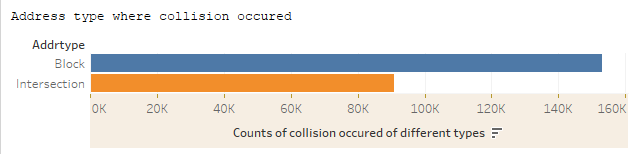 Address type where collision occured
Addrtype
Block
Intersection
0K 20K 40K 60K 80K 100K 120K 140K 160K
Counts of collision occured of different types